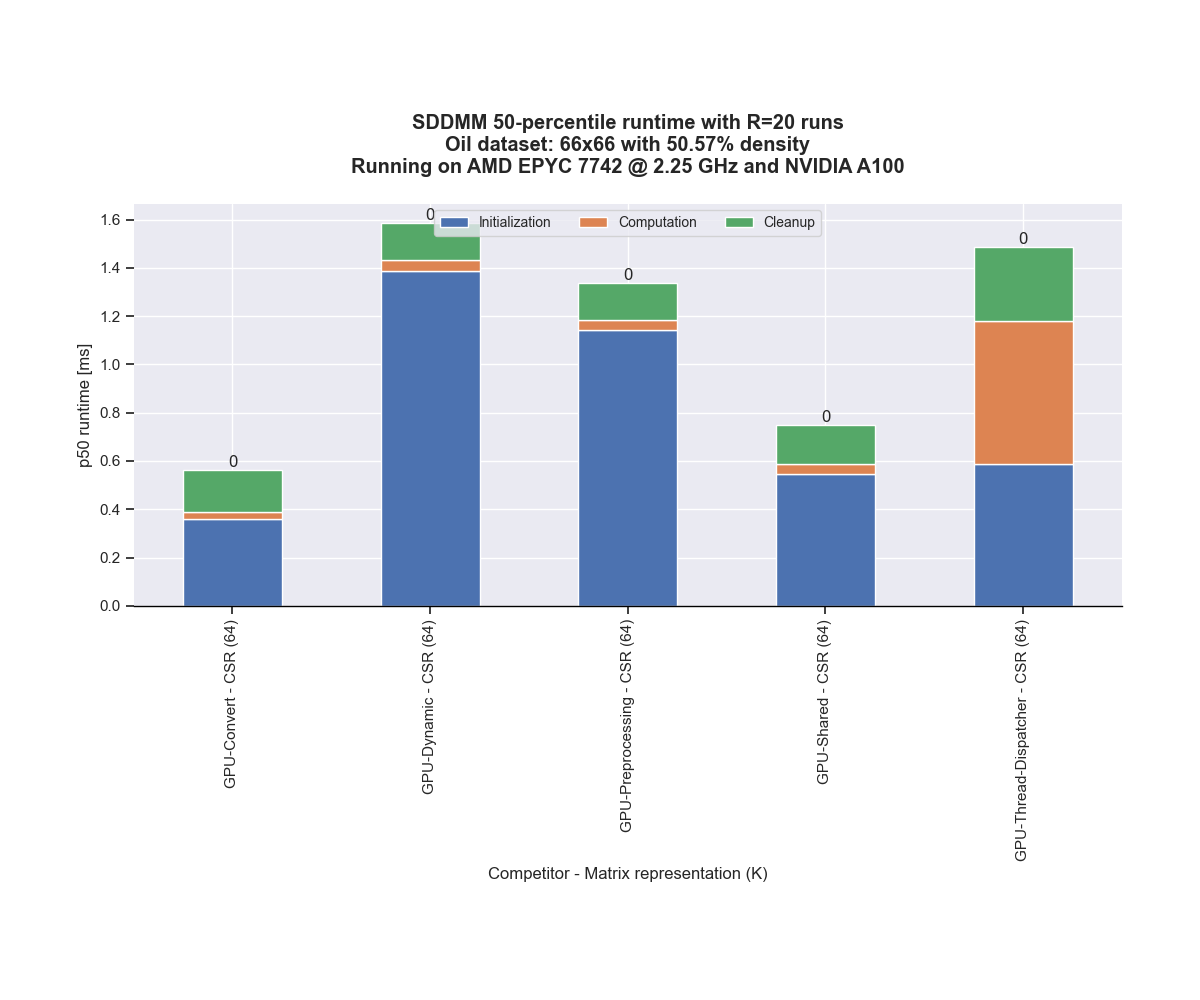 SDDMM 50-percentile runtime with R=20 runs
Oil dataset: 66x66 with 50.57% density
Running on AMD EPYC 7742 @ 2.25 GHz and NVIDIA A100
Initialization
Computation
Cleanup
0
0
0
0
0
p50 runtime [ms]
1.6
1.4
1.2
1.0
0.8
0.6
0.4
0.2
0.0
GPU-Convert - CSR (64)
GPU-Dynamic - CSR (64)
GPU-Preprocessing - CSR (64)
GPU-Shared - CSR (64)
GPU-Thread-Dispatcher - CSR (64)
Competitor - Matrix representation (K)